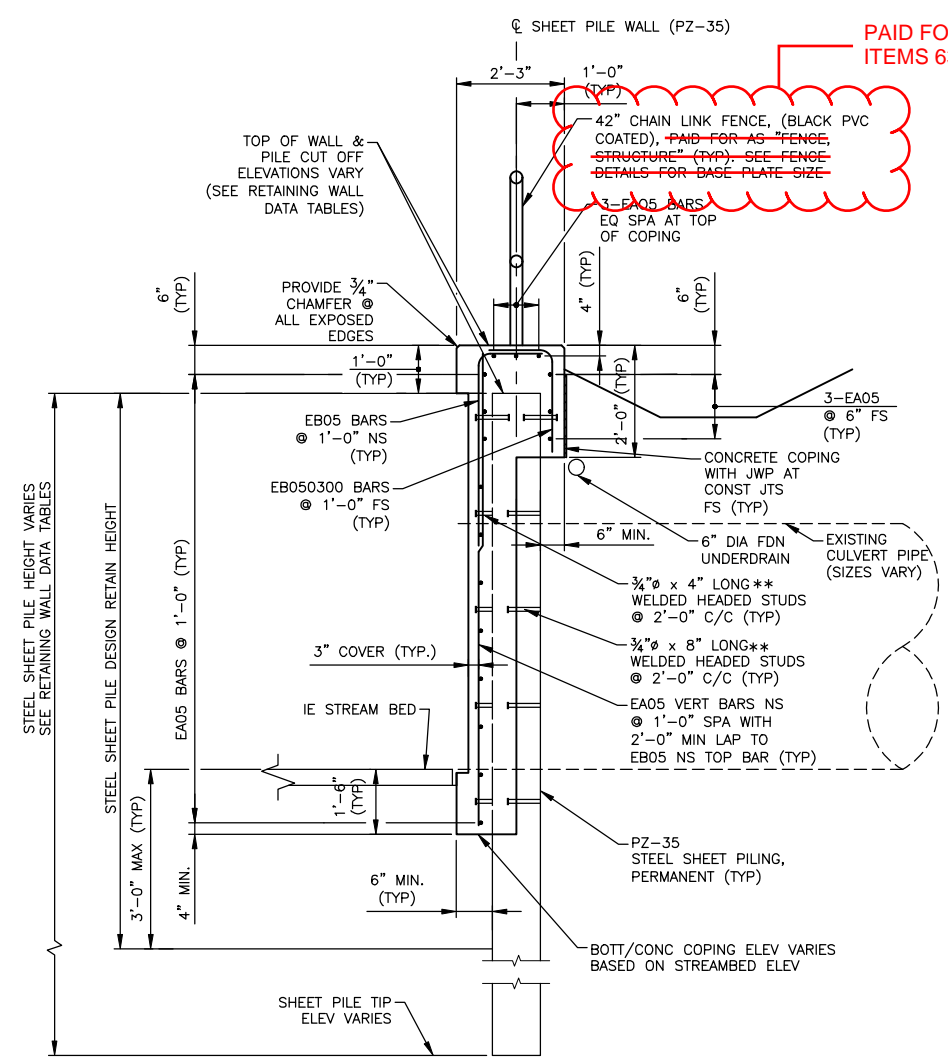 ℄ SHEET PILE WALL (PZ-35)
PAID FO
ITEMS 6
2'-3"
1'-0"
(TYP)
42" CHAIN LINK FENCE, (BLACK PVC
COATED), PAID FOR AS "FENCE,
STRUCTURE" (TYP). SEE FENCE
DETAILS FOR BASE PLATE SIZE
TOP OF WALL &
PILE CUT OFF
ELEVATIONS VARY
(SEE RETAINING WALL
DATA TABLES)
3-EA05 BARS
EQ SPA AT TOP
OF COPING
6"
(TYP)
PROVIDE ¾"
CHAMFER @
ALL EXPOSED
EDGES
4" (TYP)
6"
(TYP)
1'-0"
(TYP)
2'-0" (TYP)
3-EA05
@ 6" FS
(TYP)
EB05 BARS
@ 1'-0" NS
(TYP)
CONCRETE COPING
WITH JWP AT
CONST JTS
FS (TYP)
EB050300 BARS
@ 1'-0" FS
(TYP)
6" MIN.
6" DIA FDN
UNDERDRAIN
EXISTING
CULVERT PIPE
(SIZES VARY)
STEEL SHEET PILE HEIGHT VARIES
SEE RETAINING WALL DATA TABLES
STEEL SHEET PILE DESIGN RETAIN HEIGHT
EA05 BARS @ 1'-0" (TYP)
¾"ø x 4" LONG**
WELDED HEADED STUDS
@ 2'-0" C/C (TYP)
3" COVER (TYP.)
¾"ø x 8" LONG**
WELDED HEADED STUDS
@ 2'-0" C/C (TYP)
IE STREAM BED
EA05 VERT BARS NS
@ 1'-0" SPA WITH
2'-0" MIN LAP TO
EB05 NS TOP BAR (TYP)
1'-6"
(TYP)
3'-0" MAX (TYP)
4" MIN.
PZ-35
STEEL SHEET PILING,
PERMANENT (TYP)
6" MIN.
(TYP)
BOTT/CONC COPING ELEV VARIES
BASED ON STREAMBED ELEV
SHEET PILE TIP
ELEV VARIES